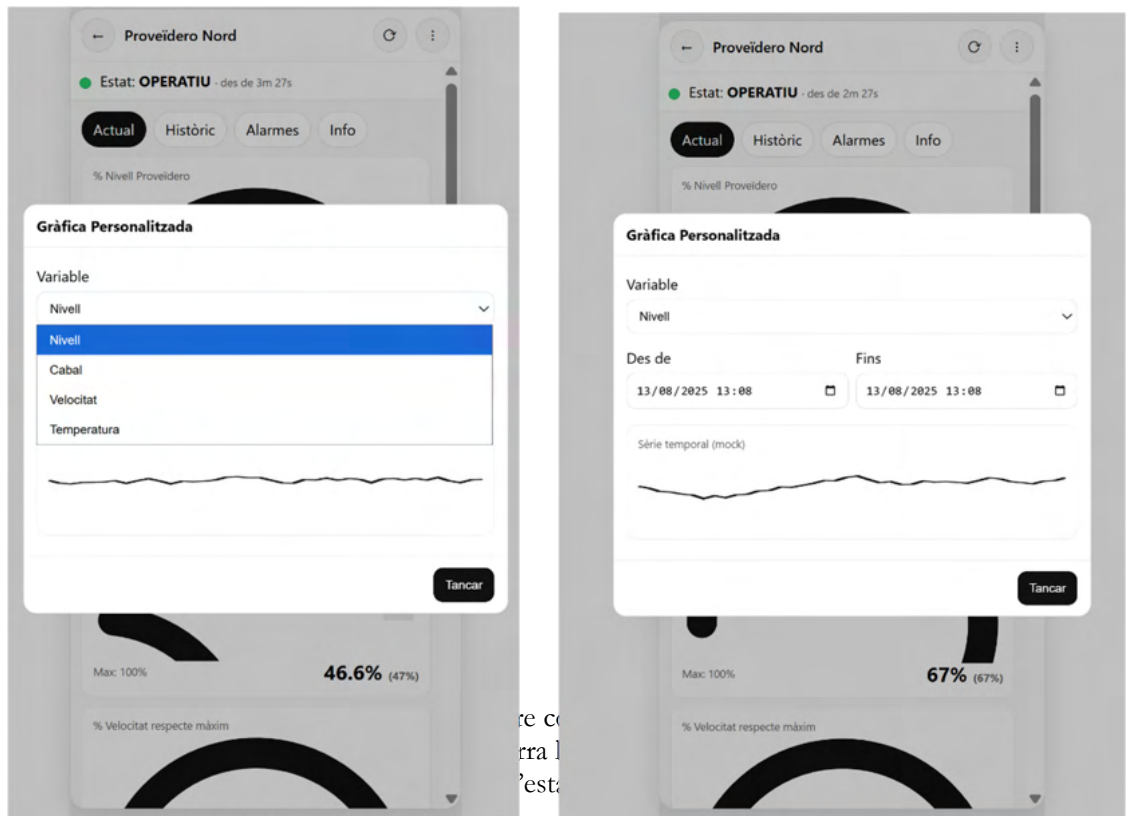 ← Proveïdero Nord
Estat: OPERATIU - des de 3m 27s
Actual Històric Alarmes Info
% Nivell Proveïdero
Gràfica Personalitzada
Variable
Nivell
Nivell
Cabal
Velocitat
Temperatura
Tancar
Max: 100% 46.6% (47%)
% Velocitat respecte màxim
← Proveïdero Nord
Estat: OPERATIU - des de 2m 27s
Actual Històric Alarmes Info
% Nivell Proveïdero
Gràfica Personalitzada
Variable
Nivell
Des de Fins
13/08/2025 13:08 13/08/2025 13:08
Sèrie temporal (mock)
Tancar
Max: 100% 67% (67%)
% Velocitat respecte màxim